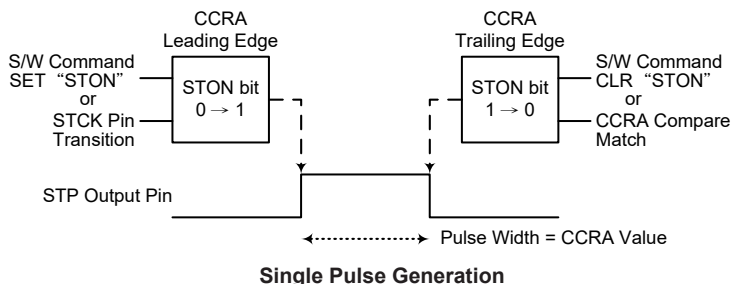 CCRA
Leading Edge
S/W Command
SET “STON”
or
STCK Pin
Transition
STON bit
0 → 1
CCRA
Trailing Edge
STON bit
1 → 0
S/W Command
CLR “STON”
or
CCRA Compare
Match
STP Output Pin
Pulse Width = CCRA Value
Single Pulse Generation